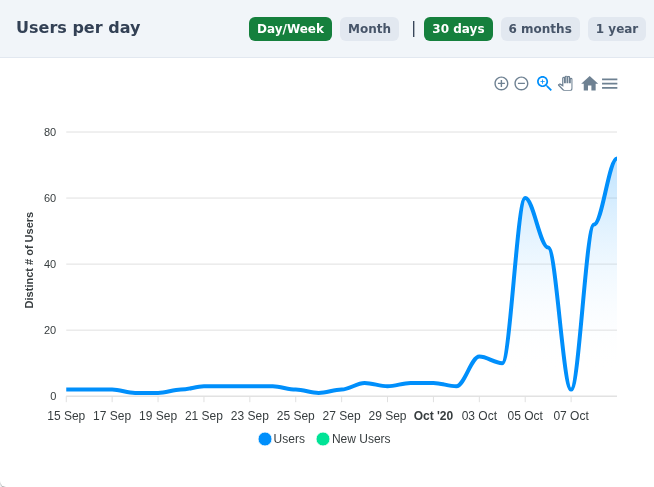 Users per day
Day/Week Month | 30 days 6 months 1 year
80
60
40
20
0
Distinct # of Users
15 Sep 17 Sep 19 Sep 21 Sep 23 Sep 25 Sep 27 Sep 29 Sep Oct '20 03 Oct 05 Oct 07 Oct
Users New Users